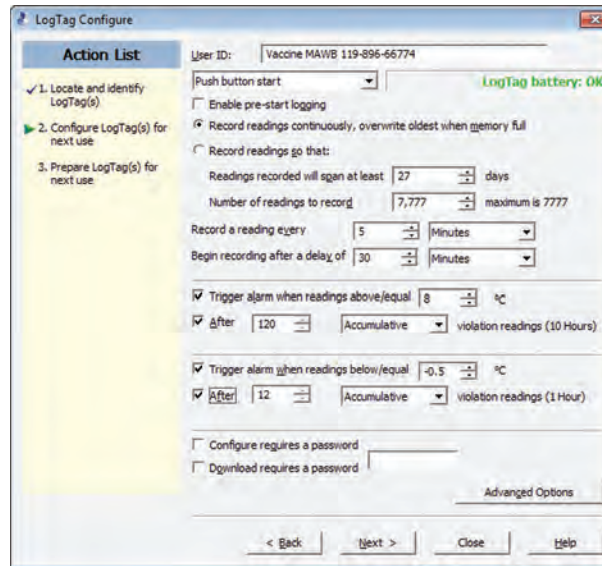 LogTag Configure
Action List
1. Locate and identify
LogTag(s)
2. Configure LogTag(s) for
next use
3. Prepare LogTag(s) for
next use
User ID: Vaccine MAWB 119-896-66774
Push button start LogTag battery: OK
Enable pre-start logging
Record readings continuously, overwrite oldest when memory full
Record readings so that:
Readings recorded will span at least 27 days
Number of readings to record 7,777 maximum is 7777
Record a reading every 5 Minutes
Begin recording after a delay of 30 Minutes
Trigger alarm when readings above/equal 8 ºC
After 120 Accumulative violation readings (10 Hours)
Trigger alarm when readings below/equal -0.5 ºC
After 12 Accumulative violation readings (1 Hour)
Configure requires a password
Download requires a password
Advanced Options
< Back Next > Close Help